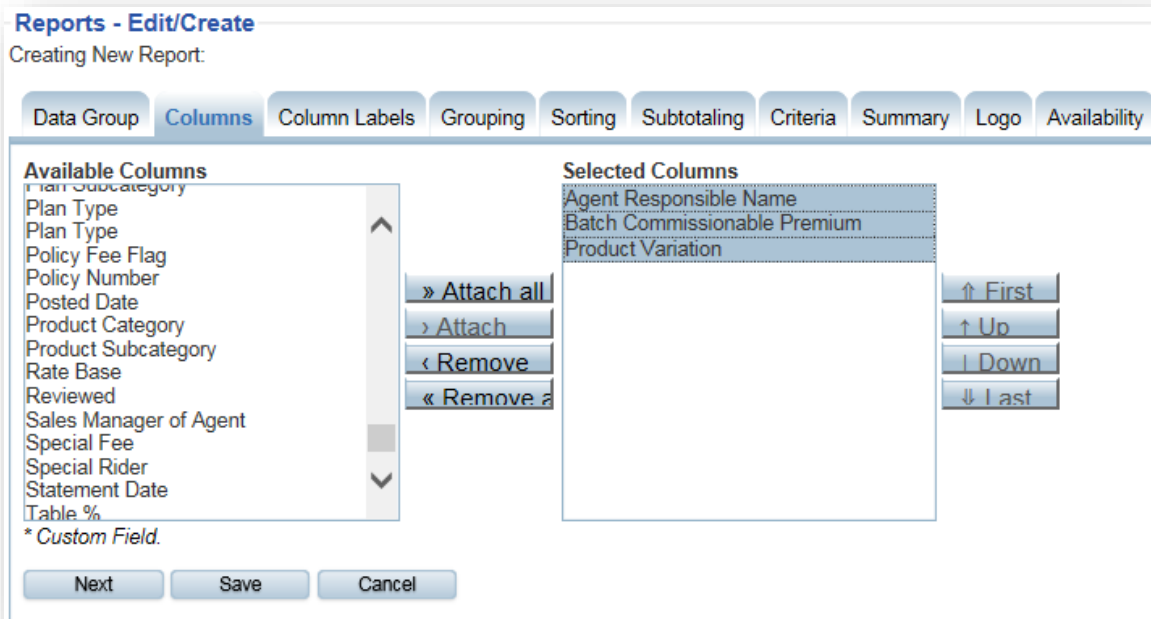 Reports - Edit/Create
Creating New Report:
Data Group Columns Column Labels Grouping Sorting Subtotaling Criteria Summary Logo Availability
Available Columns
Plan Subcategory
Plan Type
Plan Type
Policy Fee Flag
Policy Number
Posted Date
Product Category
Product Subcategory
Rate Base
Reviewed
Sales Manager of Agent
Special Fee
Special Rider
Statement Date
Table %
* Custom Field.
» Attach all
› Attach
‹ Remove
« Remove a
Selected Columns
Agent Responsible Name
Batch Commissionable Premium
Product Variation
⇑ First
↑ Up
↓ Down
⇓ Last
Next Save Cancel